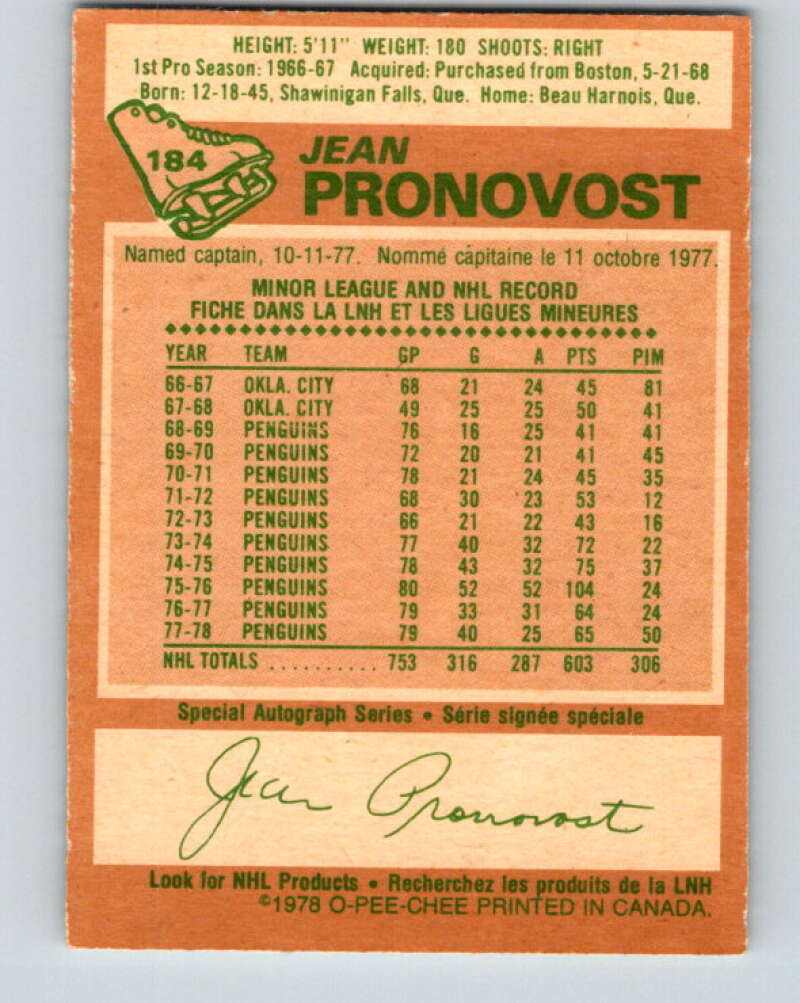 HEIGHT: 5'11" WEIGHT: 180 SHOOTS: RIGHT
1st Pro Season: 1966-67 Acquired: Purchased from Boston, 5-21-68
Born: 12-18-45, Shawinigan Falls, Que. Home: Beau Harnois, Que.
184
JEAN
PRONOVOST
Named captain, 10-11-77. Nommé capitaine le 11 octobre 1977.
MINOR LEAGUE AND NHL RECORD
FICHE DANS LA LNH ET LES LIGUES MINEURES
YEAR TEAM GP G A PTS PIM
66-67 OKLA. CITY 68 21 24 45 81
67-68 OKLA. CITY 49 25 25 50 41
68-69 PENGUINS 76 16 25 41 41
69-70 PENGUINS 72 20 21 41 45
70-71 PENGUINS 78 21 24 45 35
71-72 PENGUINS 68 30 23 53 12
72-73 PENGUINS 66 21 22 43 16
73-74 PENGUINS 77 40 32 72 22
74-75 PENGUINS 78 43 32 75 37
75-76 PENGUINS 80 52 52 104 24
76-77 PENGUINS 79 33 31 64 24
77-78 PENGUINS 79 40 25 65 50
NHL TOTALS .......... 753 316 287 603 306
Special Autograph Series • Série signée spéciale
Jean Pronovost
Look for NHL Products • Recherchez les produits de la LNH
©1978 O-PEE-CHEE PRINTED IN CANADA.